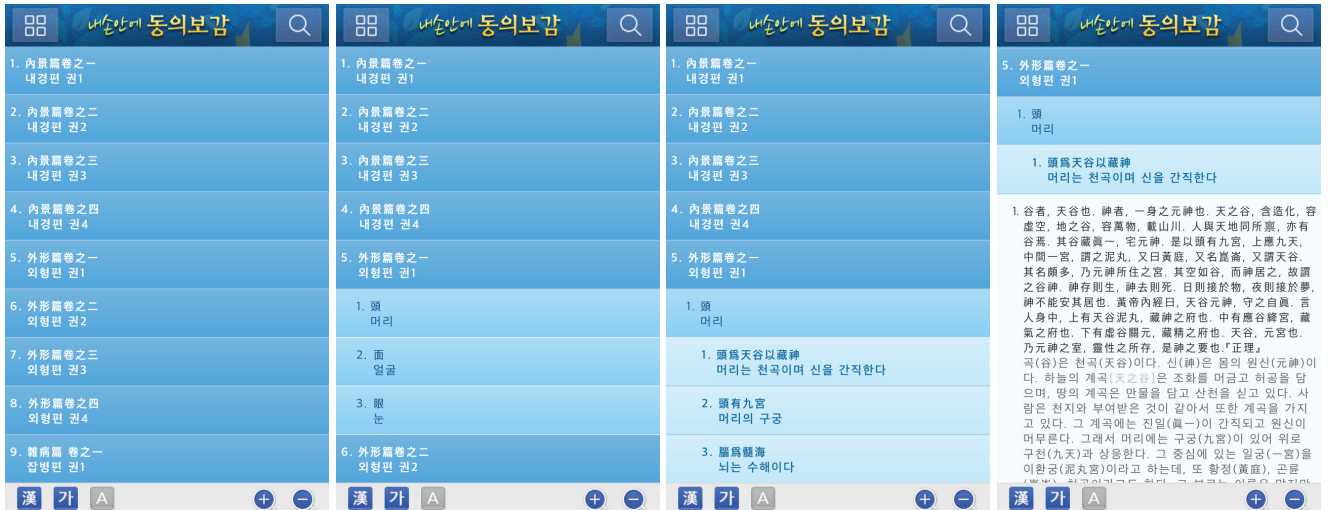 내손안에 동의보감
1. 內景篇卷之一
내경편 권1
2. 內景篇卷之二
내경편 권2
3. 內景篇卷之三
내경편 권3
4. 內景篇卷之四
내경편 권4
5. 外形篇卷之一
외형편 권1
6. 外形篇卷之二
외형편 권2
7. 外形篇卷之三
외형편 권3
8. 外形篇卷之四
외형편 권4
9. 雜病篇 卷之一
잡병편 권1
漢 가 A
내손안에 동의보감
1. 內景篇卷之一
내경편 권1
2. 內景篇卷之二
내경편 권2
3. 內景篇卷之三
내경편 권3
4. 內景篇卷之四
내경편 권4
5. 外形篇卷之一
외형편 권1
1. 頭
머리
2. 面
얼굴
3. 眼
눈
6. 外形篇卷之二
외형편 권2
漢 가 A
내손안에 동의보감
1. 內景篇卷之一
내경편 권1
2. 內景篇卷之二
내경편 권2
3. 內景篇卷之三
내경편 권3
4. 內景篇卷之四
내경편 권4
5. 外形篇卷之一
외형편 권1
1. 頭
머리
1. 頭爲天谷以藏神
머리는 천곡이며 신을 간직한다
2. 頭有九宮
머리의 구궁
3. 腦爲髓海
뇌는 수해이다
漢 가 A
내손안에 동의보감
5. 外形篇卷之一
외형편 권1
1. 頭
머리
1. 頭爲天谷以藏神
머리는 천곡이며 신을 간직한다
1. 谷者, 天谷也. 神者, 一身之元神也. 天之谷, 含造化, 容
虛空, 地之谷, 容萬物, 載山川. 人與天地同所禀, 亦有
谷焉. 其谷藏眞一, 宅元神. 是以頭有九宮, 上應九天,
中間一宮, 謂之泥丸, 又曰黃庭, 又名崑崙, 又謂天谷.
其名頗多, 乃元神所住之宮. 其空如谷, 而神居之, 故謂
之谷神. 神存則生, 神去則死. 日則接於物, 夜則接於夢,
神不能安其居也. 黃帝內經曰, 天谷元神, 守之自眞. 言
人身中, 上有天谷泥丸, 藏神之府也. 中有應谷絳宮, 藏
氣之府也. 下有虛谷關元, 藏精之府也. 天谷, 元宮也.
乃元神之室, 靈性之所存, 是神之要也.『正理』
곡(谷)은 천곡(天谷)이다. 신(神)은 몸의 원신(元神)이
다. 하늘의 계곡[天之谷]은 조화를 머금고 허공을 담
으며, 땅의 계곡은 만물을 담고 산천을 싣고 있다. 사
람은 천지와 부여받은 것이 같아서 또한 계곡을 가지
고 있다. 그 계곡에는 진일(眞一)이 간직되고 원신이
머무른다. 그래서 머리에는 구궁(九宮)이 있어 위로
구천(九天)과 상응한다. 그 중심에 있는 일궁(一宮)을
이환궁(泥丸宮)이라고 하는데, 또 황정(黃庭), 곤륜
漢 가 A